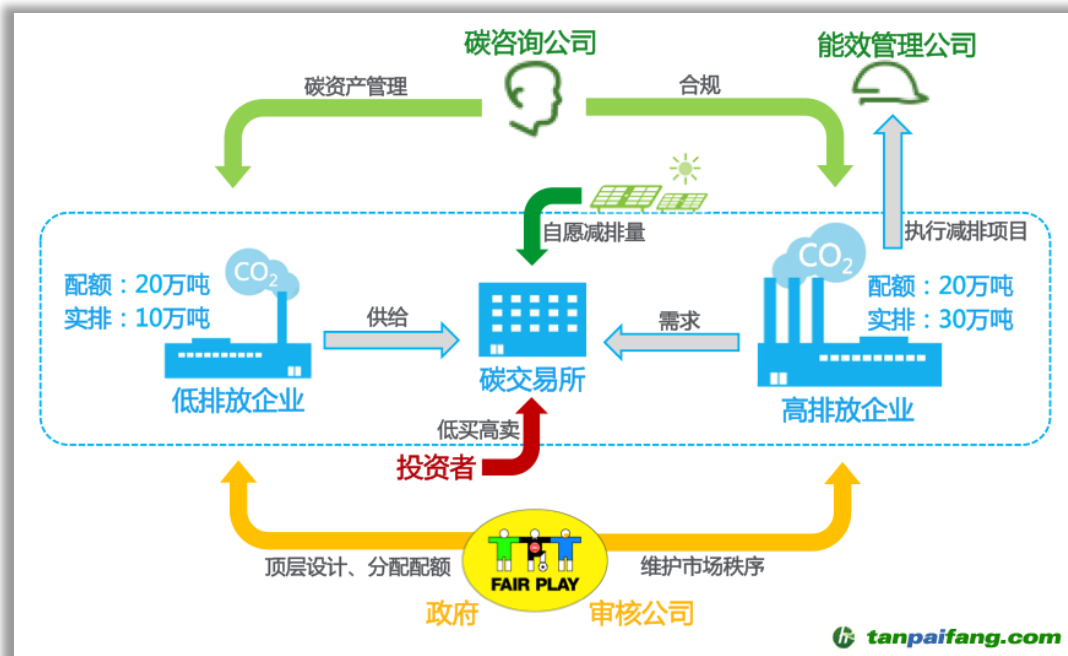 碳咨询公司
能效管理公司
碳资产管理
合规
自愿减排量
执行减排项目
CO2
配额：20万吨
实排：10万吨
供给
需求
CO2
配额：20万吨
实排：30万吨
低排放企业
碳交易所
高排放企业
低买高卖
投资者
顶层设计、分配配额
FAIR PLAY
维护市场秩序
政府
审核公司
tanpaifang.com